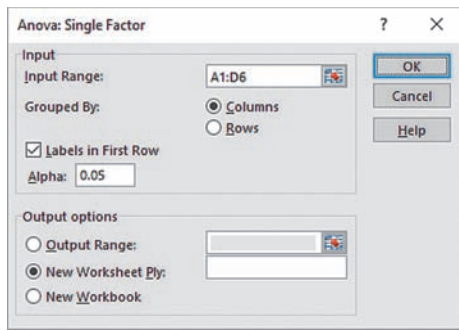 Anova: Single Factor ? ×
Input
Input Range: A1:D6
OK
Grouped By: Columns
Cancel
Rows
Help
Labels in First Row
Alpha: 0.05
Output options
Output Range:
New Worksheet Ply:
New Workbook